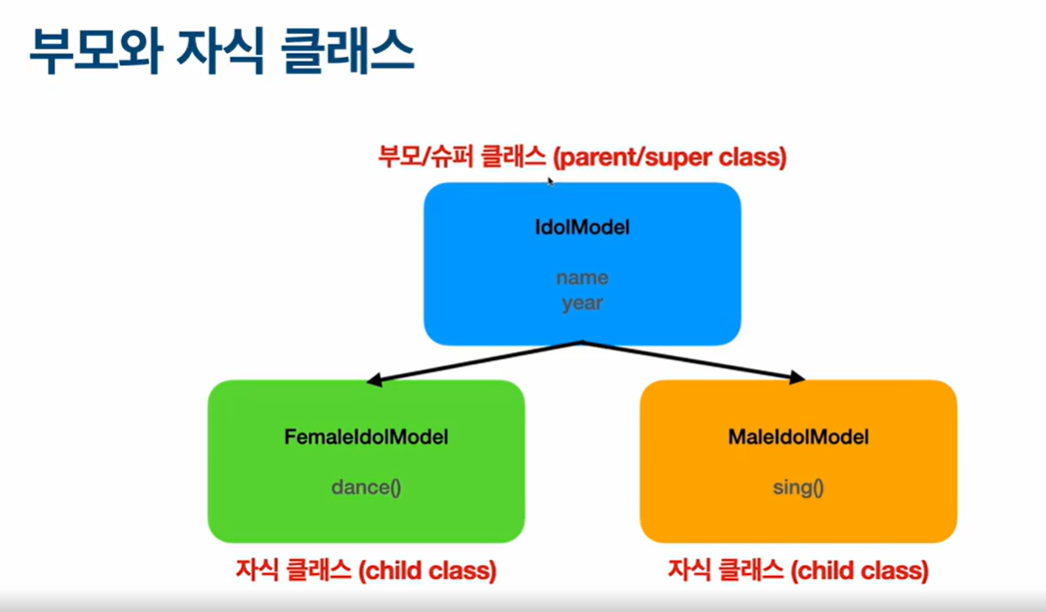 부모와 자식 클래스
부모/슈퍼 클래스 (parent/super class)
IdolModel
name
year
FemaleIdolModel
dance()
자식 클래스 (child class)
MaleIdolModel
sing()
자식 클래스 (child class)